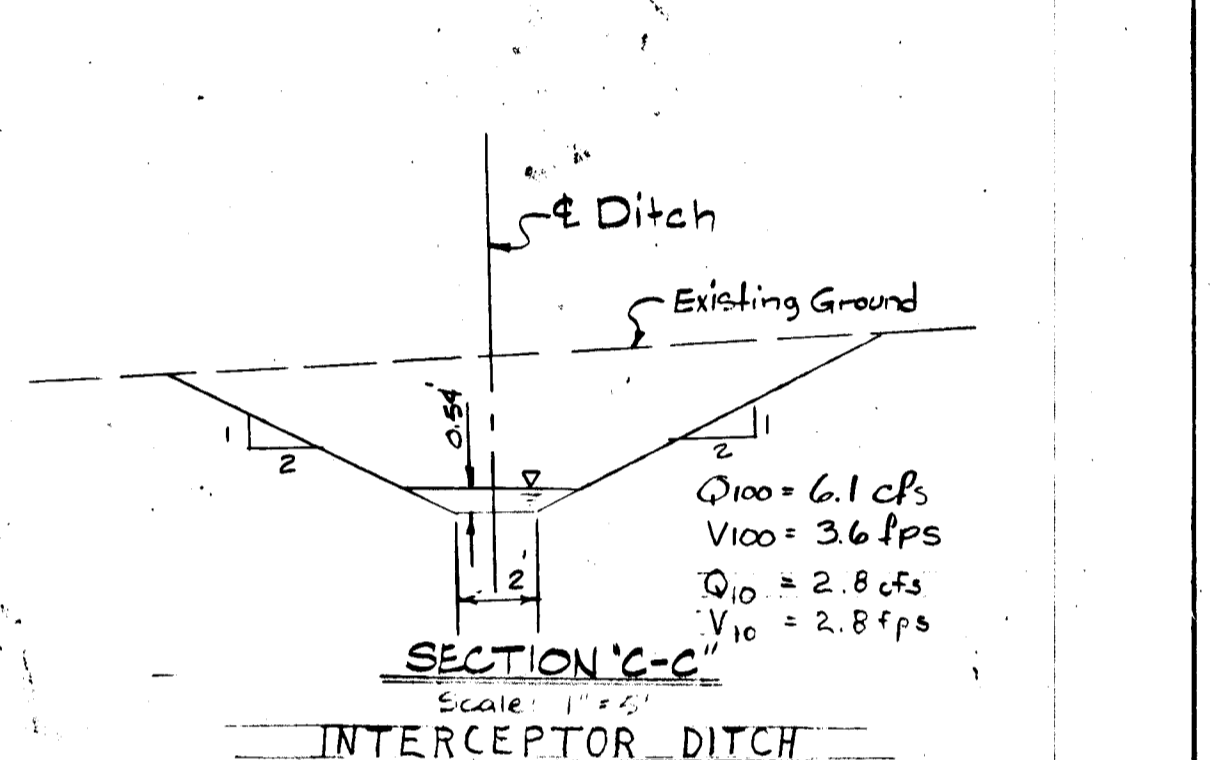 ℄ Ditch
Existing Ground
0.54'
1
2
1
2
Q100 = 6.1 cfs
V100 = 3.6 fps
2'
Q10 = 2.8 cfs
V10 = 2.8 fps
SECTION "C-C"
Scale: 1" = 5'
INTERCEPTOR DITCH